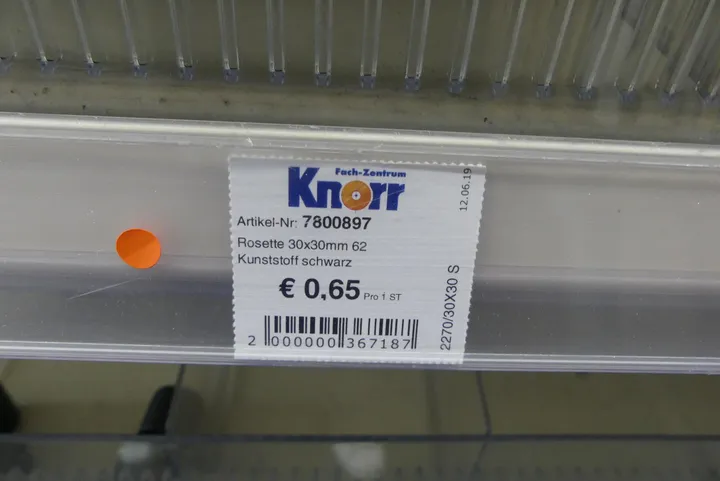 Fach-Zentrum
Knorr
12.06.19
Artikel-Nr: 7800897
Rosette 30x30mm 62
Kunststoff schwarz
€ 0,65 Pro 1 ST
2270/30X30 S
2 000000 367187